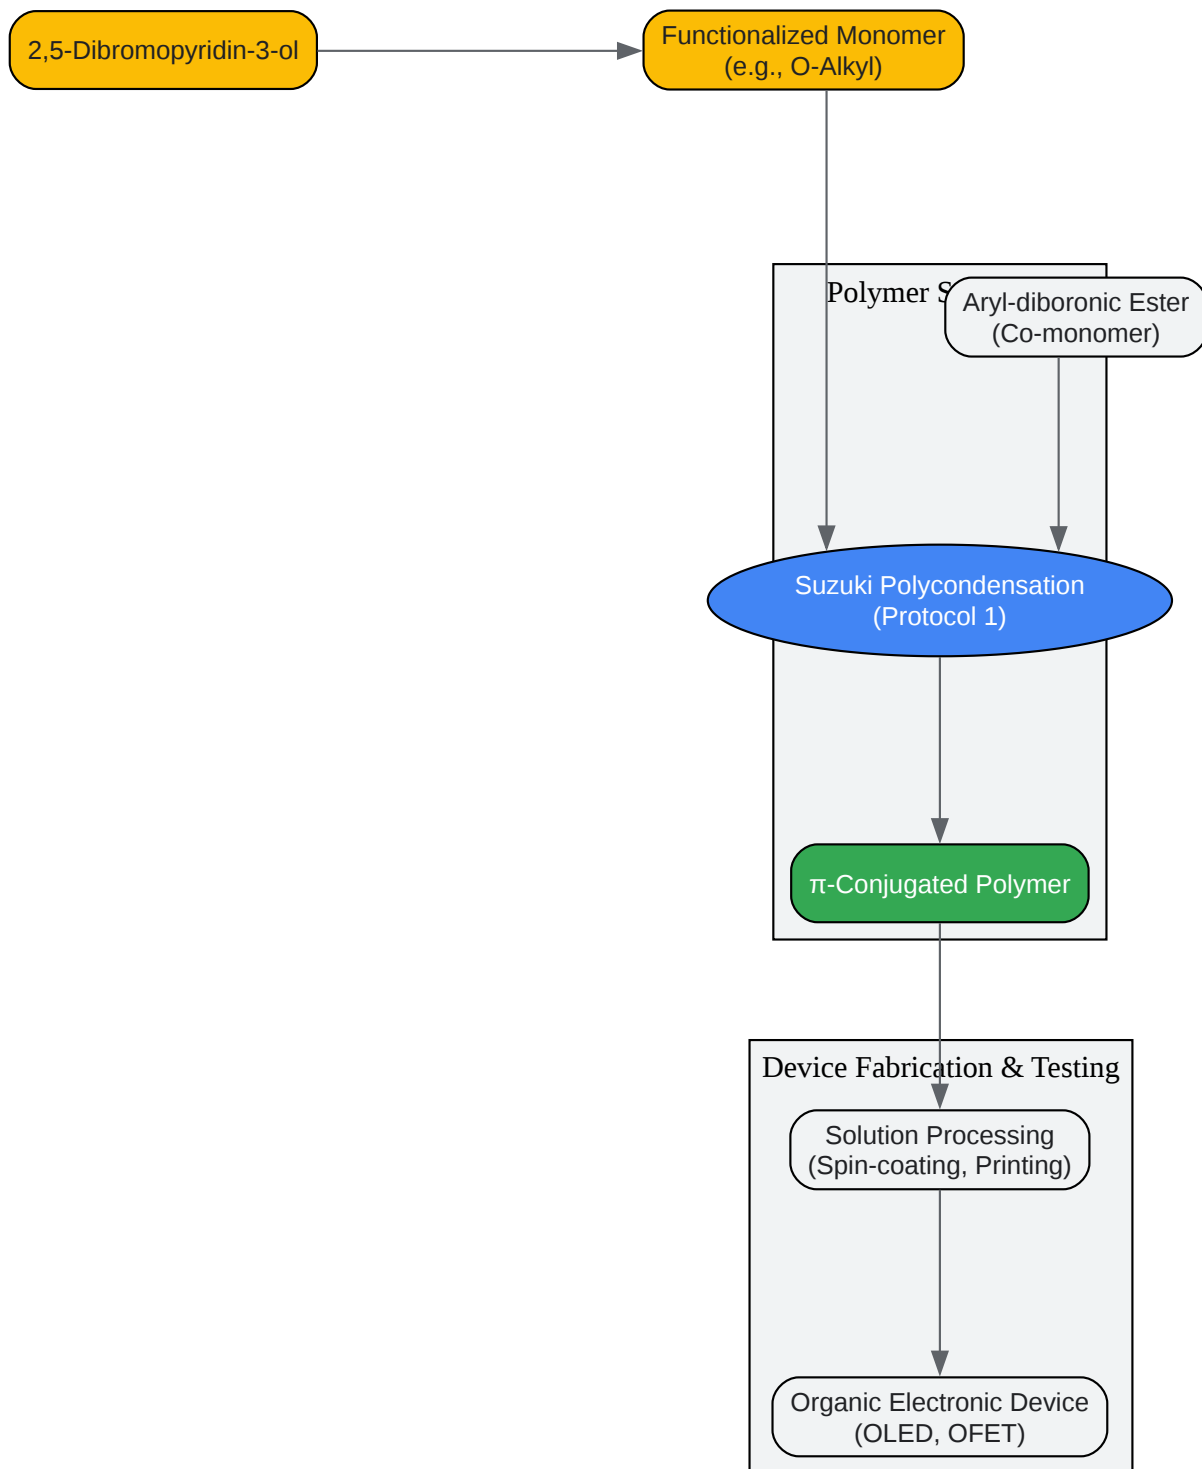 2,5-Dibromopyridin-3-ol
Functionalized Monomer
(e.g., O-Alkyl)
Polymer
Aryl-diboronic Ester
(Co-monomer)
Suzuki Polycondensation
(Protocol 1)
π-Conjugated Polymer
Device Fabrication & Testing
Solution Processing
(Spin-coating, Printing)
Organic Electronic Device
(OLED, OFET)